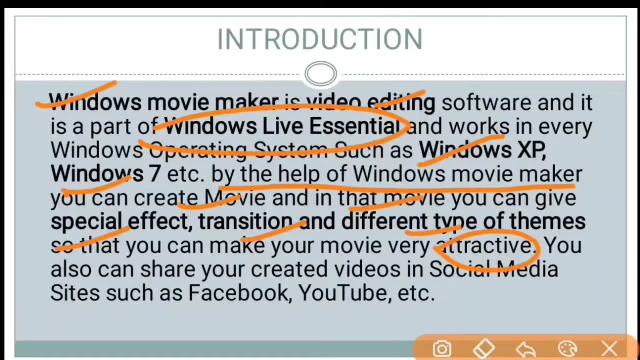 INTRODUCTION
Windows movie maker is video editing software and it
is a part of Windows Live Essential and works in every
Windows Operating System Such as Windows XP,
Windows 7 etc. by the help of Windows movie maker
you can create Movie and in that movie you can give
special effect, transition and different type of themes
so that you can make your movie very attractive. You
also can share your created videos in Social Media
Sites such as Facebook, YouTube, etc.